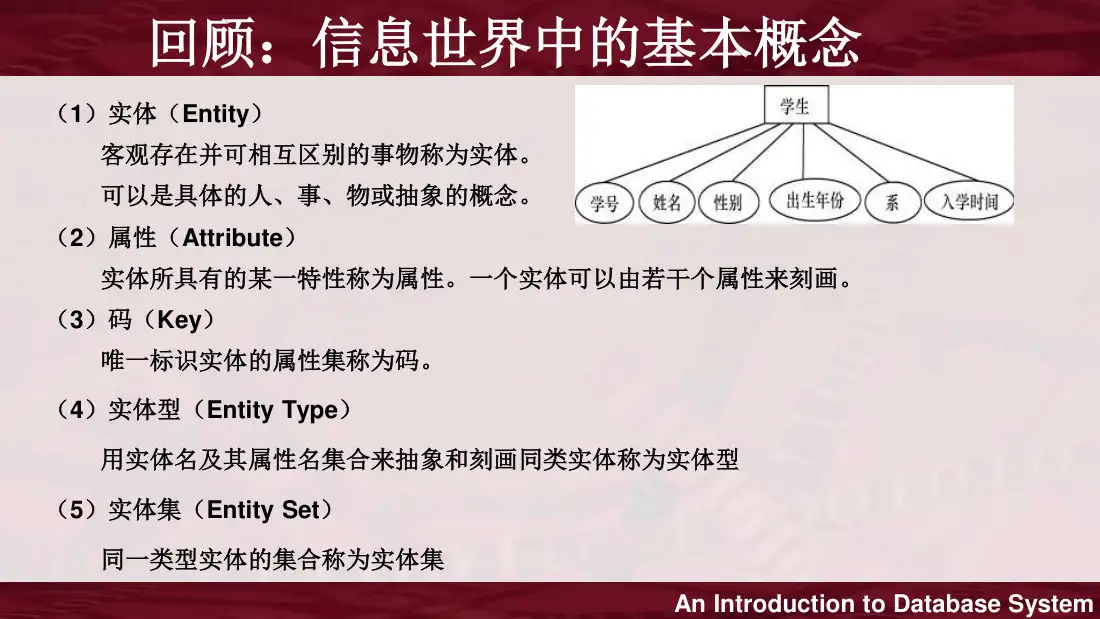 回顾：信息世界中的基本概念
（1）实体（Entity）
客观存在并可相互区别的事物称为实体。
可以是具体的人、事、物或抽象的概念。
学生
学号 姓名 性别 出生年份 系 入学时间
（2）属性（Attribute）
实体所具有的某一特性称为属性。一个实体可以由若干个属性来刻画。
（3）码（Key）
唯一标识实体的属性集称为码。
（4）实体型（Entity Type）
用实体名及其属性名集合来抽象和刻画同类实体称为实体型
（5）实体集（Entity Set）
同一类型实体的集合称为实体集
An Introduction to Database System